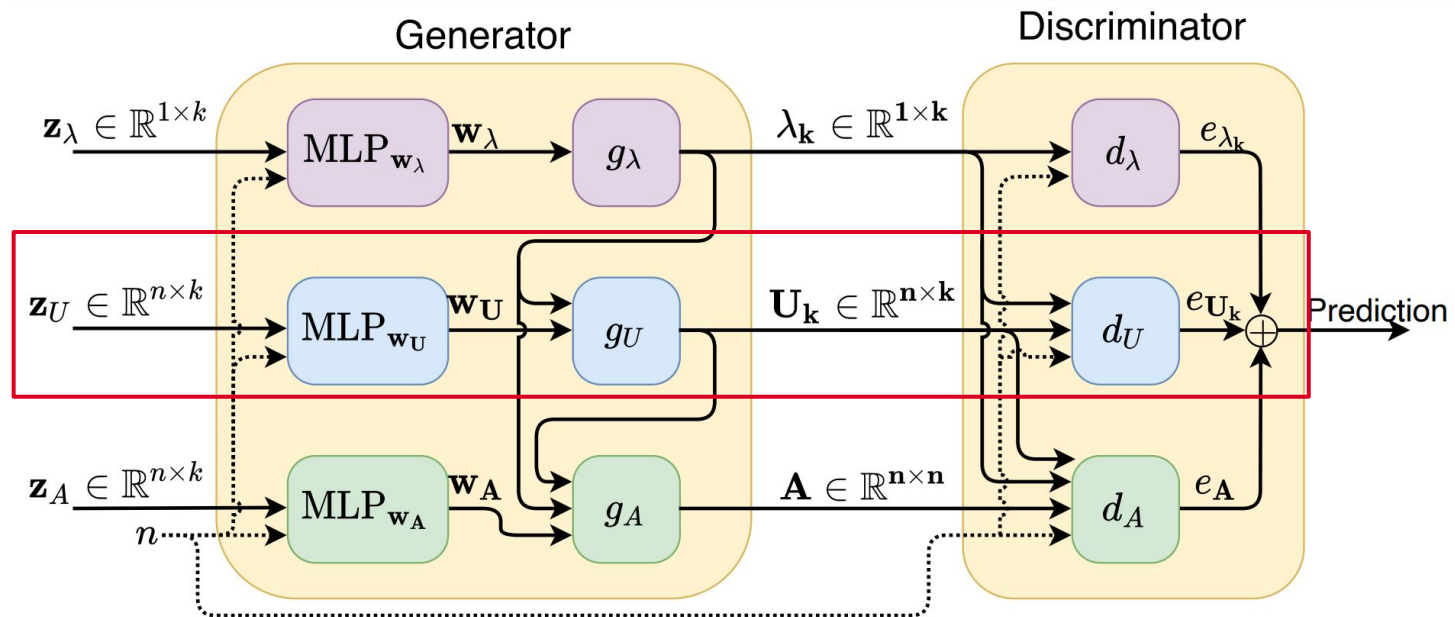 Generator
Discriminator
𝐳_λ ∈ ℝ^{1×k}
MLP_{𝐰_λ}
𝐰_λ
g_λ
λ_𝐤 ∈ ℝ^{𝟏×𝐤}
d_λ
e_{λ_𝐤}
𝐳_U ∈ ℝ^{n×k}
MLP_{𝐰_𝐔}
𝐰_𝐔
g_U
𝐔_𝐤 ∈ ℝ^{𝐧×𝐤}
d_U
e_{𝐔_𝐤}
Prediction
𝐳_A ∈ ℝ^{n×k}
MLP_{𝐰_𝐀}
𝐰_𝐀
g_A
𝐀 ∈ ℝ^{𝐧×𝐧}
d_A
e_𝐀
n